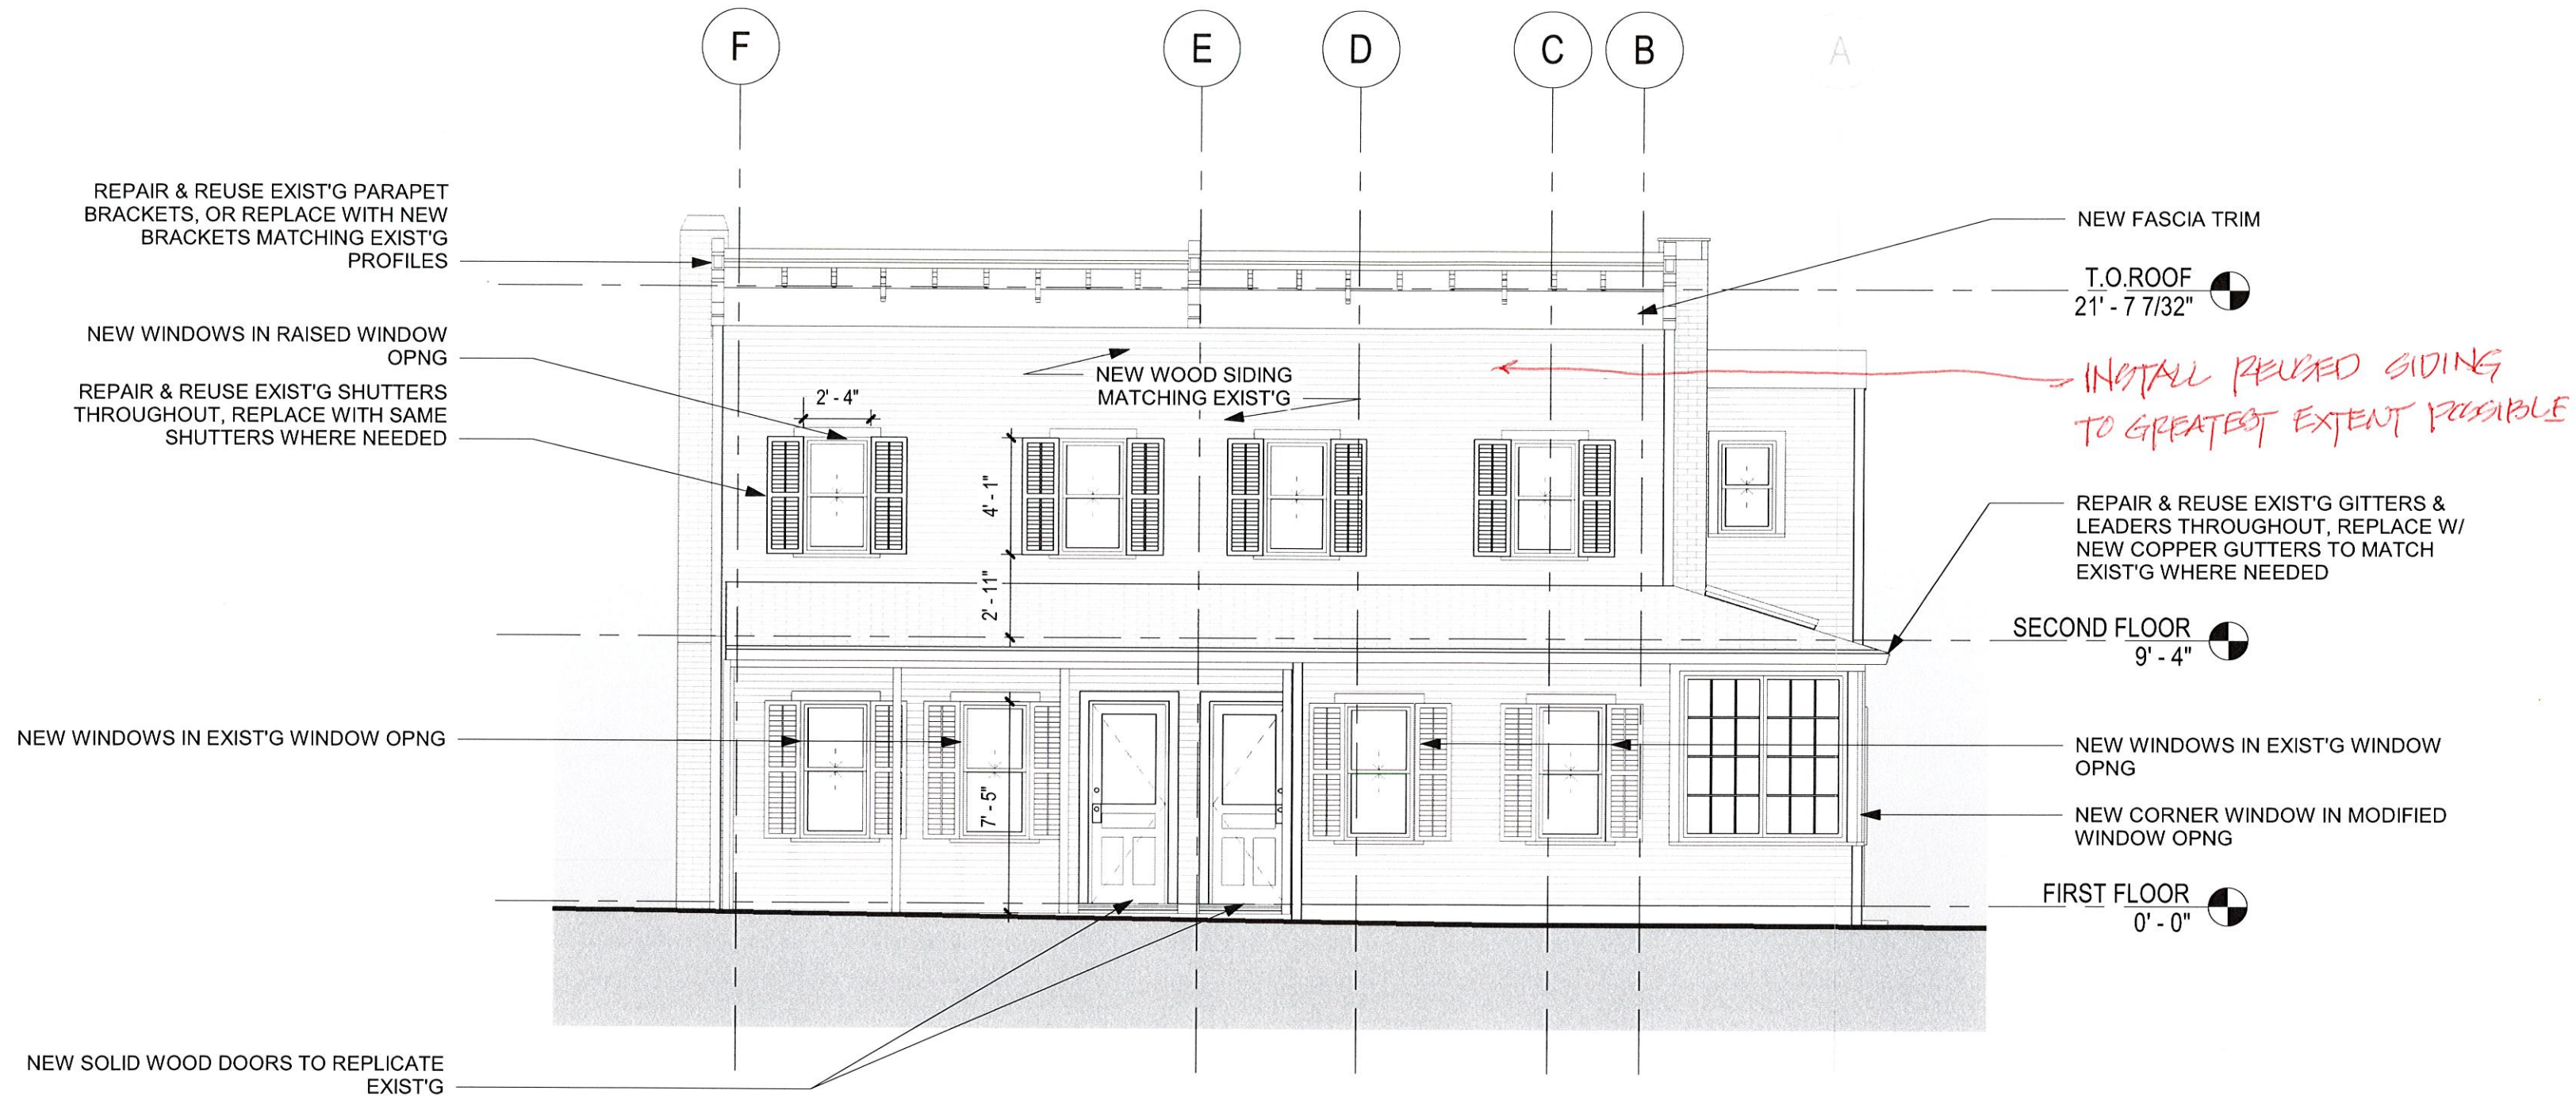 F
E
D
C
B
A
REPAIR & REUSE EXIST'G PARAPET
BRACKETS, OR REPLACE WITH NEW
BRACKETS MATCHING EXIST'G
PROFILES
NEW WINDOWS IN RAISED WINDOW
OPNG
REPAIR & REUSE EXIST'G SHUTTERS
THROUGHOUT, REPLACE WITH SAME
SHUTTERS WHERE NEEDED
NEW WINDOWS IN EXIST'G WINDOW OPNG
NEW SOLID WOOD DOORS TO REPLICATE
EXIST'G
NEW WOOD SIDING
MATCHING EXIST'G
2' - 4"
4' - 1"
2' - 11"
7' - 5"
NEW FASCIA TRIM
T.O.ROOF
21' - 7 7/32"
INSTALL REUSED SIDING
TO GREATEST EXTENT POSSIBLE
REPAIR & REUSE EXIST'G GITTERS &
LEADERS THROUGHOUT, REPLACE W/
NEW COPPER GUTTERS TO MATCH
EXIST'G WHERE NEEDED
SECOND FLOOR
9' - 4"
NEW WINDOWS IN EXIST'G WINDOW
OPNG
NEW CORNER WINDOW IN MODIFIED
WINDOW OPNG
FIRST FLOOR
0' - 0"